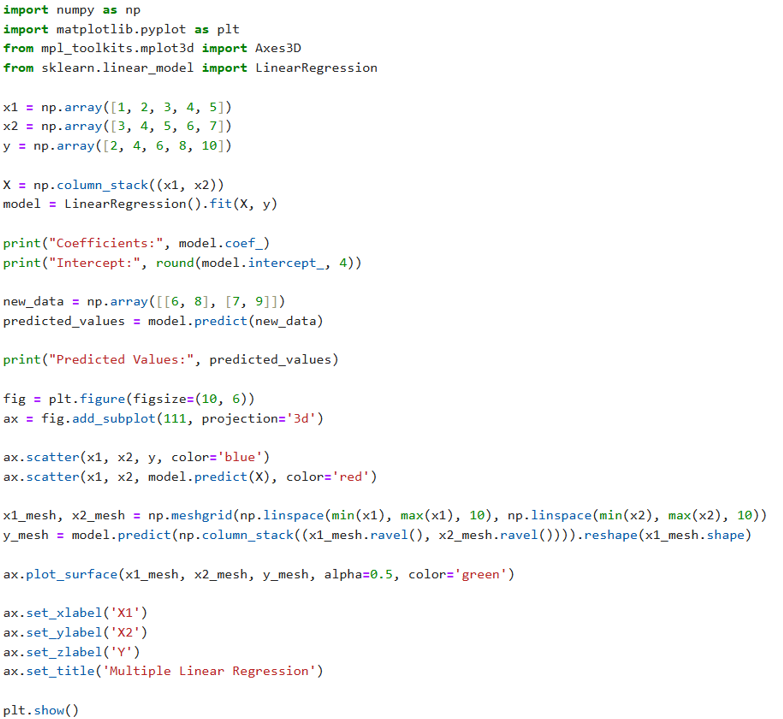 import numpy as np
import matplotlib.pyplot as plt
from mpl_toolkits.mplot3d import Axes3D
from sklearn.linear_model import LinearRegression

x1 = np.array([1, 2, 3, 4, 5])
x2 = np.array([3, 4, 5, 6, 7])
y = np.array([2, 4, 6, 8, 10])

X = np.column_stack((x1, x2))
model = LinearRegression().fit(X, y)

print("Coefficients:", model.coef_)
print("Intercept:", round(model.intercept_, 4))

new_data = np.array([[6, 8], [7, 9]])
predicted_values = model.predict(new_data)

print("Predicted Values:", predicted_values)

fig = plt.figure(figsize=(10, 6))
ax = fig.add_subplot(111, projection='3d')

ax.scatter(x1, x2, y, color='blue')
ax.scatter(x1, x2, model.predict(X), color='red')

x1_mesh, x2_mesh = np.meshgrid(np.linspace(min(x1), max(x1), 10), np.linspace(min(x2), max(x2), 10))
y_mesh = model.predict(np.column_stack((x1_mesh.ravel(), x2_mesh.ravel()))).reshape(x1_mesh.shape)

ax.plot_surface(x1_mesh, x2_mesh, y_mesh, alpha=0.5, color='green')

ax.set_xlabel('X1')
ax.set_ylabel('X2')
ax.set_zlabel('Y')
ax.set_title('Multiple Linear Regression')

plt.show()